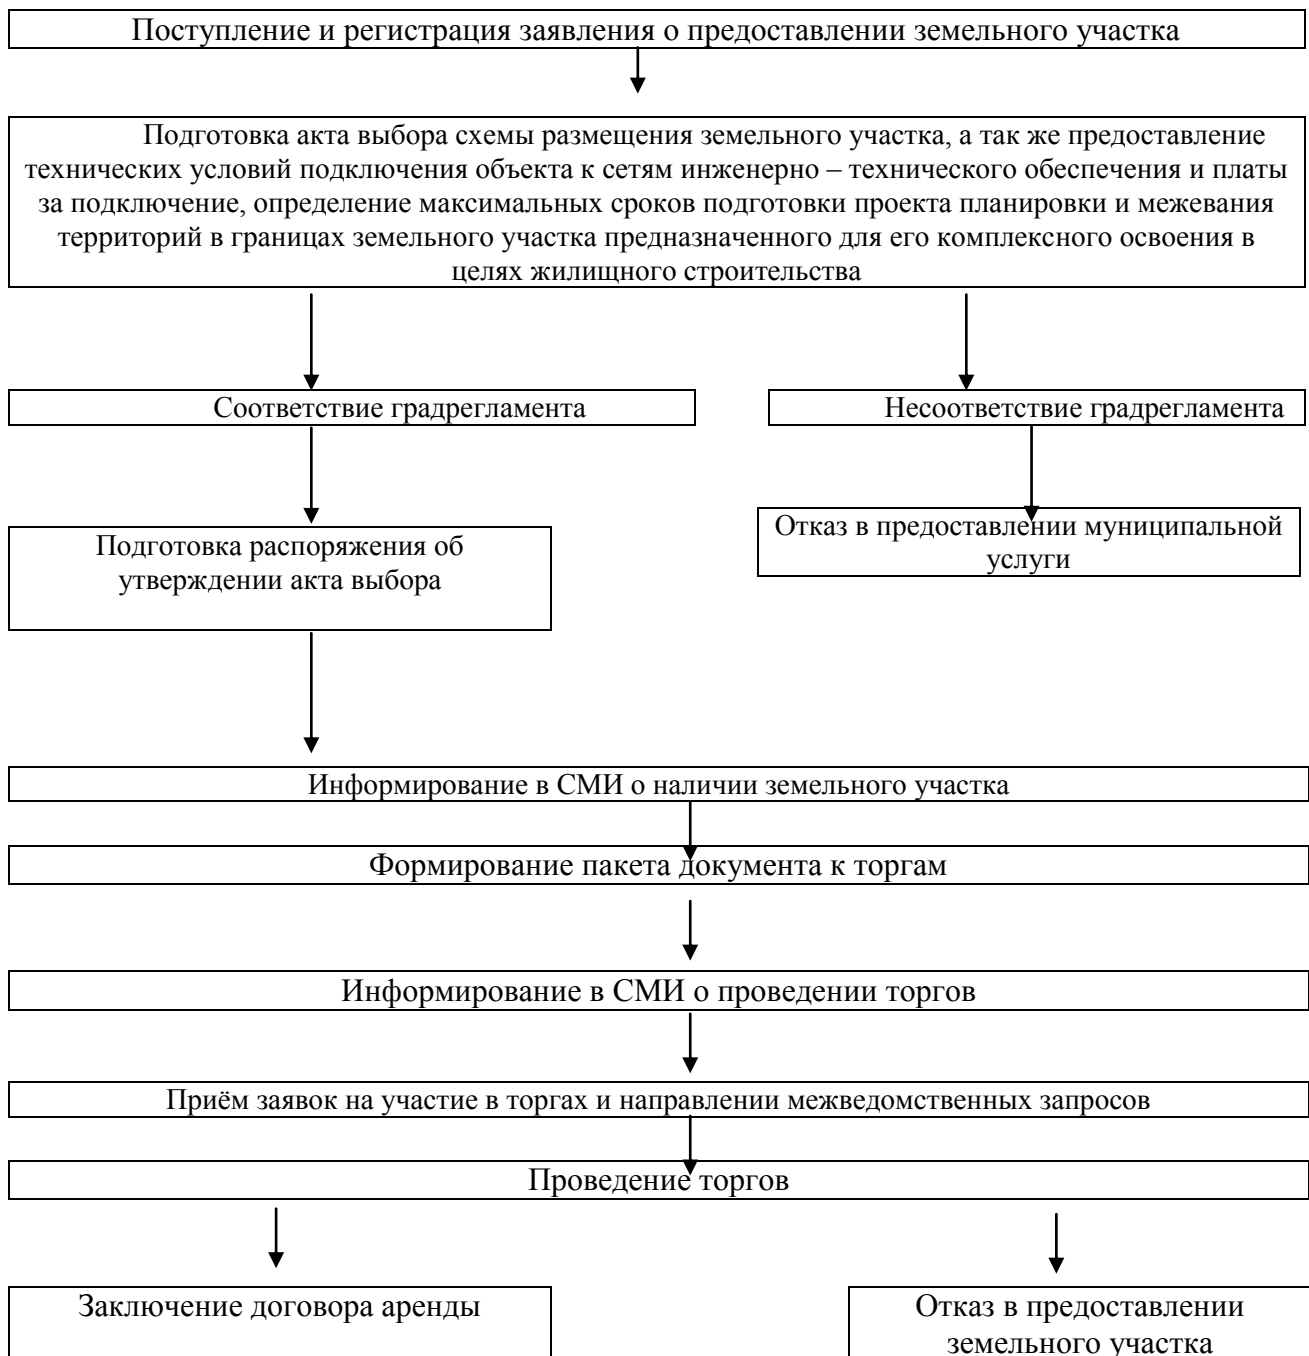 Поступление и регистрация заявления о предоставлении земельного участка
Подготовка акта выбора схемы размещения земельного участка, а так же предоставление
технических условий подключения объекта к сетям инженерно – технического обеспечения и платы
за подключение, определение максимальных сроков подготовки проекта планировки и межевания
территорий в границах земельного участка предназначенного для его комплексного освоения в
целях жилищного строительства
Соответствие градрегламента
Несоответствие градрегламента
Подготовка распоряжения об
утверждении акта выбора
Отказ в предоставлении муниципальной
услуги
Информирование в СМИ о наличии земельного участка
Формирование пакета документа к торгам
Информирование в СМИ о проведении торгов
Приём заявок на участие в торгах и направлении межведомственных запросов
Проведение торгов
Заключение договора аренды
Отказ в предоставлении
земельного участка